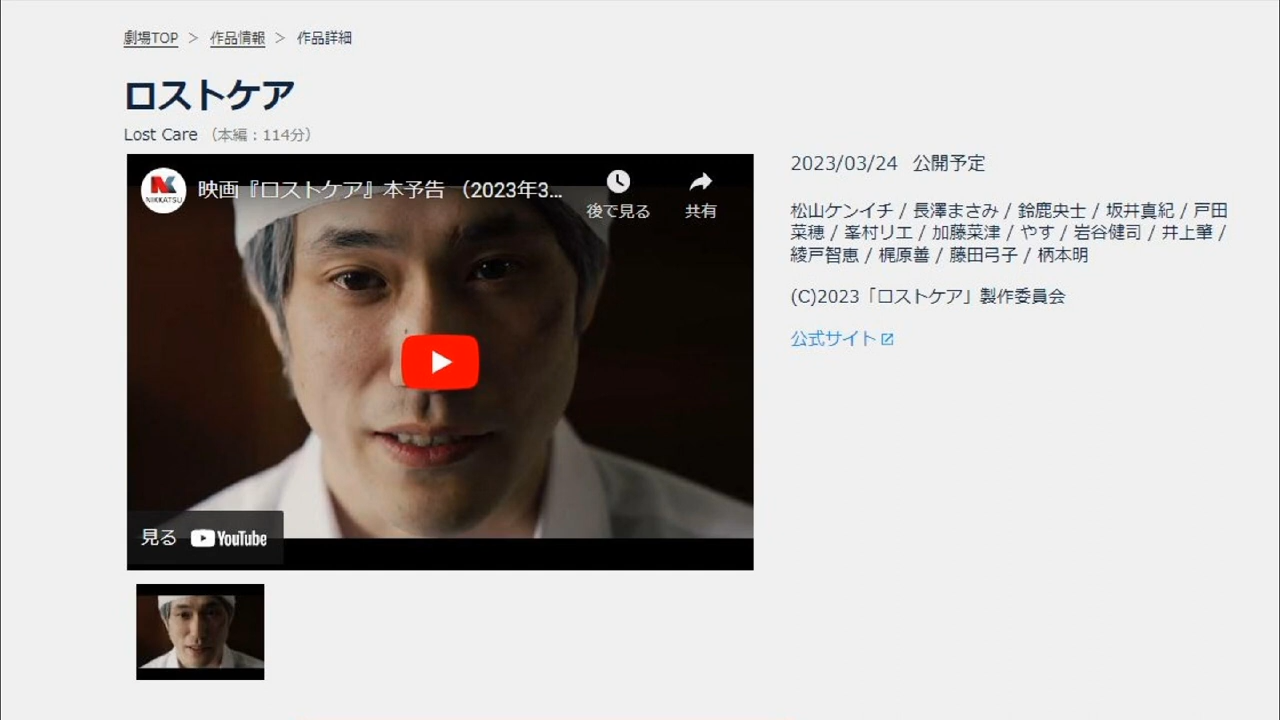 劇場TOP > 作品情報 > 作品詳細
ロストケア
Lost Care （本編：114分）
NIKKATSU
映画『ロストケア』本予告 （2023年3...
後で見る
共有
見る YouTube
2023/03/24 公開予定
松山ケンイチ / 長澤まさみ / 鈴鹿央士 / 坂井真紀 / 戸田
菜穂 / 峯村リエ / 加藤菜津 / やす / 岩谷健司 / 井上肇 /
綾戸智恵 / 梶原善 / 藤田弓子 / 柄本明
(C)2023「ロストケア」製作委員会
公式サイト